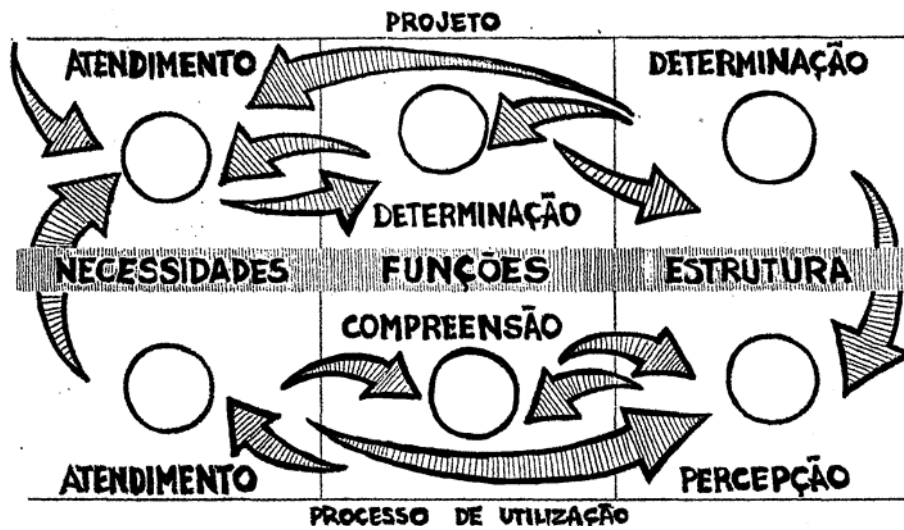 PROJETO
ATENDIMENTO
DETERMINAÇÃO
DETERMINAÇÃO
NECESSIDADES
FUNÇÕES
ESTRUTURA
COMPREENSÃO
ATENDIMENTO
PERCEPÇÃO
PROCESSO DE UTILIZAÇÃO